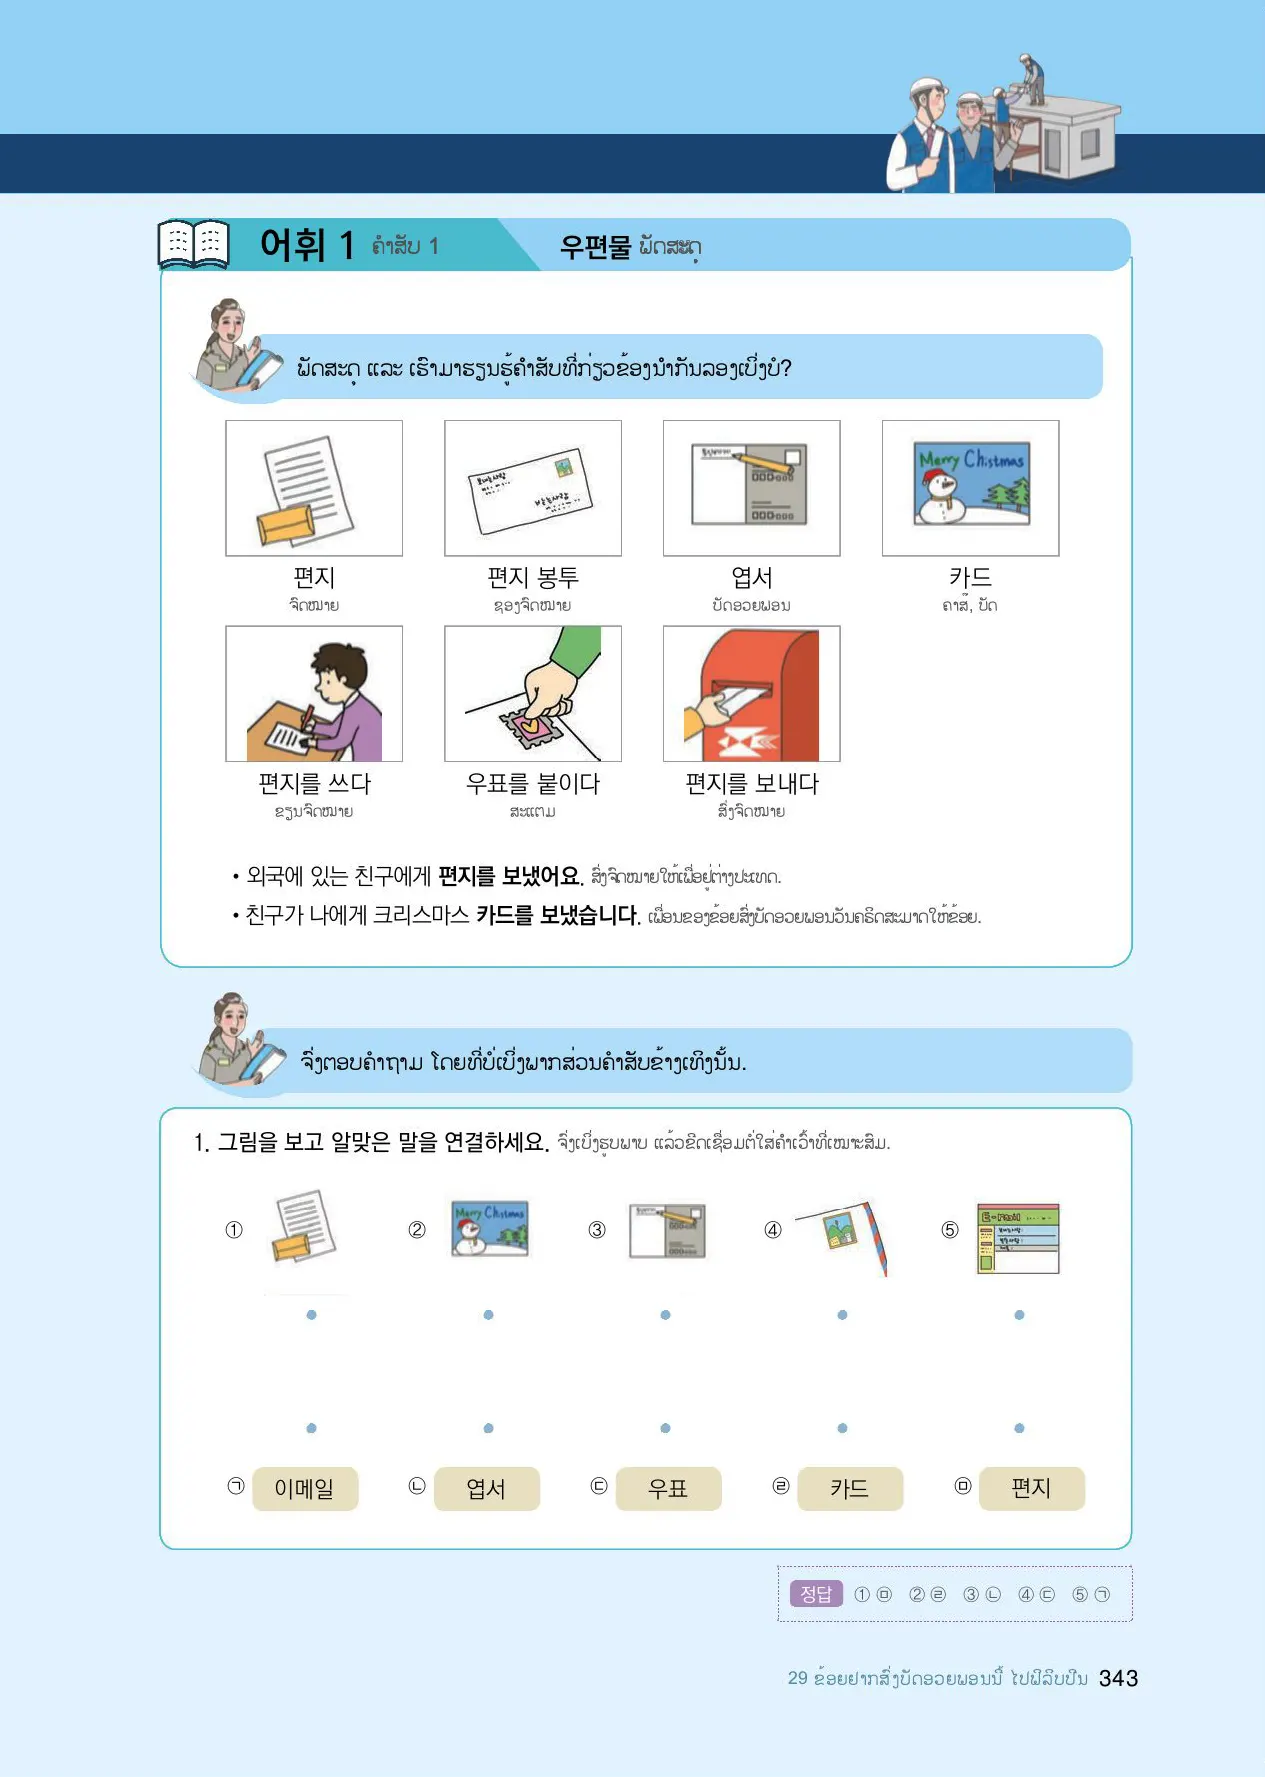 어휘 1 ຄຳສັບ 1 우편물 ພັດສະດຸ
ພັດສະດຸ ແລະ ເຮົາມາຮຽນຮູ້ຄຳສັບທີ່ກ່ຽວຂ້ອງນຳກັນລອງເບິ່ງບໍ?
Merry Chistmas
편지 편지 봉투 엽서 카드
ຈົດໝາຍ ຊອງຈົດໝາຍ ບັດອວຍພອນ ຄາສ໌, ບັດ
편지를 쓰다 우표를 붙이다 편지를 보내다
ຂຽນຈົດໝາຍ ສະແຕມ ສົ່ງຈົດໝາຍ
• 외국에 있는 친구에게 편지를 보냈어요. ສົ່ງຈົດໝາຍໃຫ້ເພື່ອຢູ່ຕ່າງປະເທດ.
• 친구가 나에게 크리스마스 카드를 보냈습니다. ເພື່ອນຂອງຂ້ອຍສົ່ງບັດອວຍພອນວັນຄຣິດສະມາດໃຫ້ຂ້ອຍ.
ຈົ່ງຕອບຄຳຖາມ ໂດຍທີ່ບໍ່ເບິ່ງພາກສ່ວນຄຳສັບຂ້າງເທິງນັ້ນ.
1. 그림을 보고 알맞은 말을 연결하세요. ຈົ່ງເບິ່ງຮູບພາບ ແລ້ວຂີດເຊື່ອມຕໍ່ໃສ່ຄຳເວົ້າທີ່ເໝາະສົມ.
① ② ③ ④ ⑤
Merry Chistmas
㉠ 이메일 ㉡ 엽서 ㉢ 우표 ㉣ 카드 ㉤ 편지
정답 ① ㉤ ② ㉣ ③ ㉡ ④ ㉢ ⑤ ㉠
29 ຂ້ອຍຢາກສົ່ງບັດອວຍພອນນີ້ ໄປຟິລິບປິນ 343